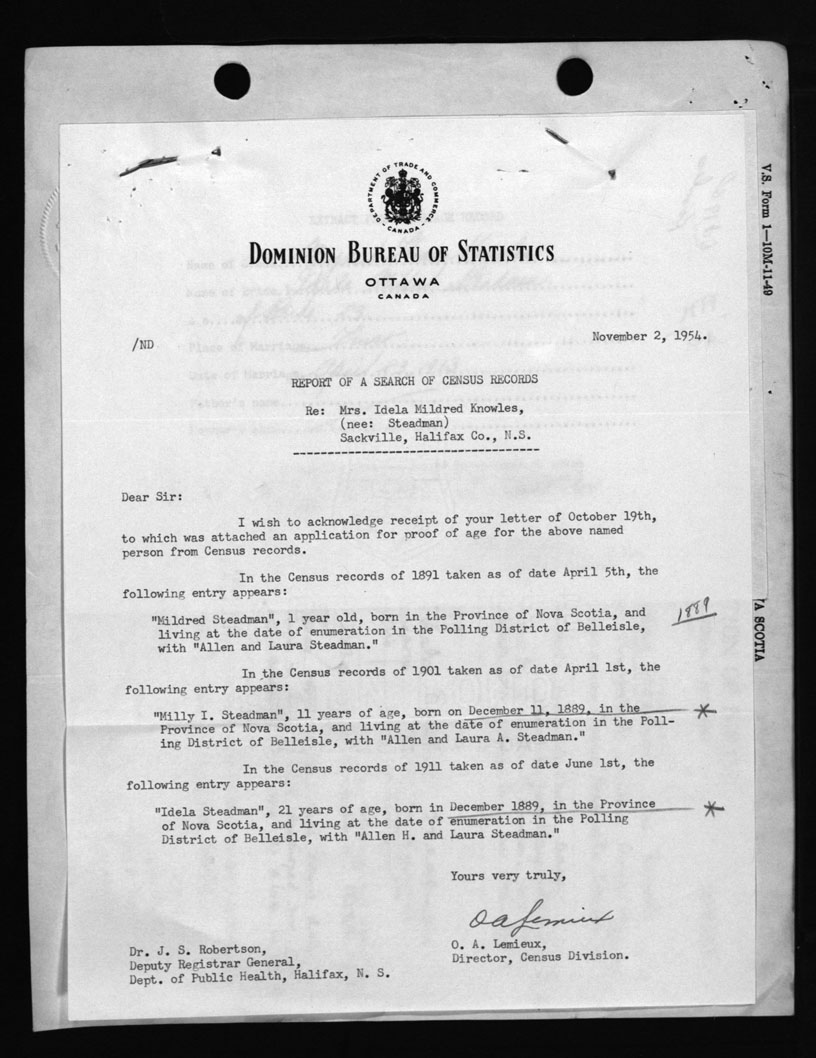 DEPARTMENT OF TRADE AND COMMERCE
- CANADA -
DOMINION BUREAU OF STATISTICS
OTTAWA
CANADA
/ND
November 2, 1954.
REPORT OF A SEARCH OF CENSUS RECORDS
Re: Mrs. Idela Mildred Knowles,
(nee: Steadman)
Sackville, Halifax Co., N.S.
Dear Sir:
I wish to acknowledge receipt of your letter of October 19th,
to which was attached an application for proof of age for the above named
person from Census records.
In the Census records of 1891 taken as of date April 5th, the
following entry appears:
"Mildred Steadman", 1 year old, born in the Province of Nova Scotia, and
living at the date of enumeration in the Polling District of Belleisle,
with "Allen and Laura Steadman."
1889
In the Census records of 1901 taken as of date April 1st, the
following entry appears:
"Milly I. Steadman", 11 years of age, born on December 11, 1889, in the
Province of Nova Scotia, and living at the date of enumeration in the Poll-
ing District of Belleisle, with "Allen and Laura A. Steadman."
In the Census records of 1911 taken as of date June 1st, the
following entry appears:
"Idela Steadman", 21 years of age, born in December 1889, in the Province
of Nova Scotia, and living at the date of enumeration in the Polling
District of Belleisle, with "Allen H. and Laura Steadman."
Yours very truly,
O A Lemieux
O. A. Lemieux,
Director, Census Division.
Dr. J. S. Robertson,
Deputy Registrar General,
Dept. of Public Health, Halifax, N. S.
V.S. Form 1—10M-11-49
A SCOTIA